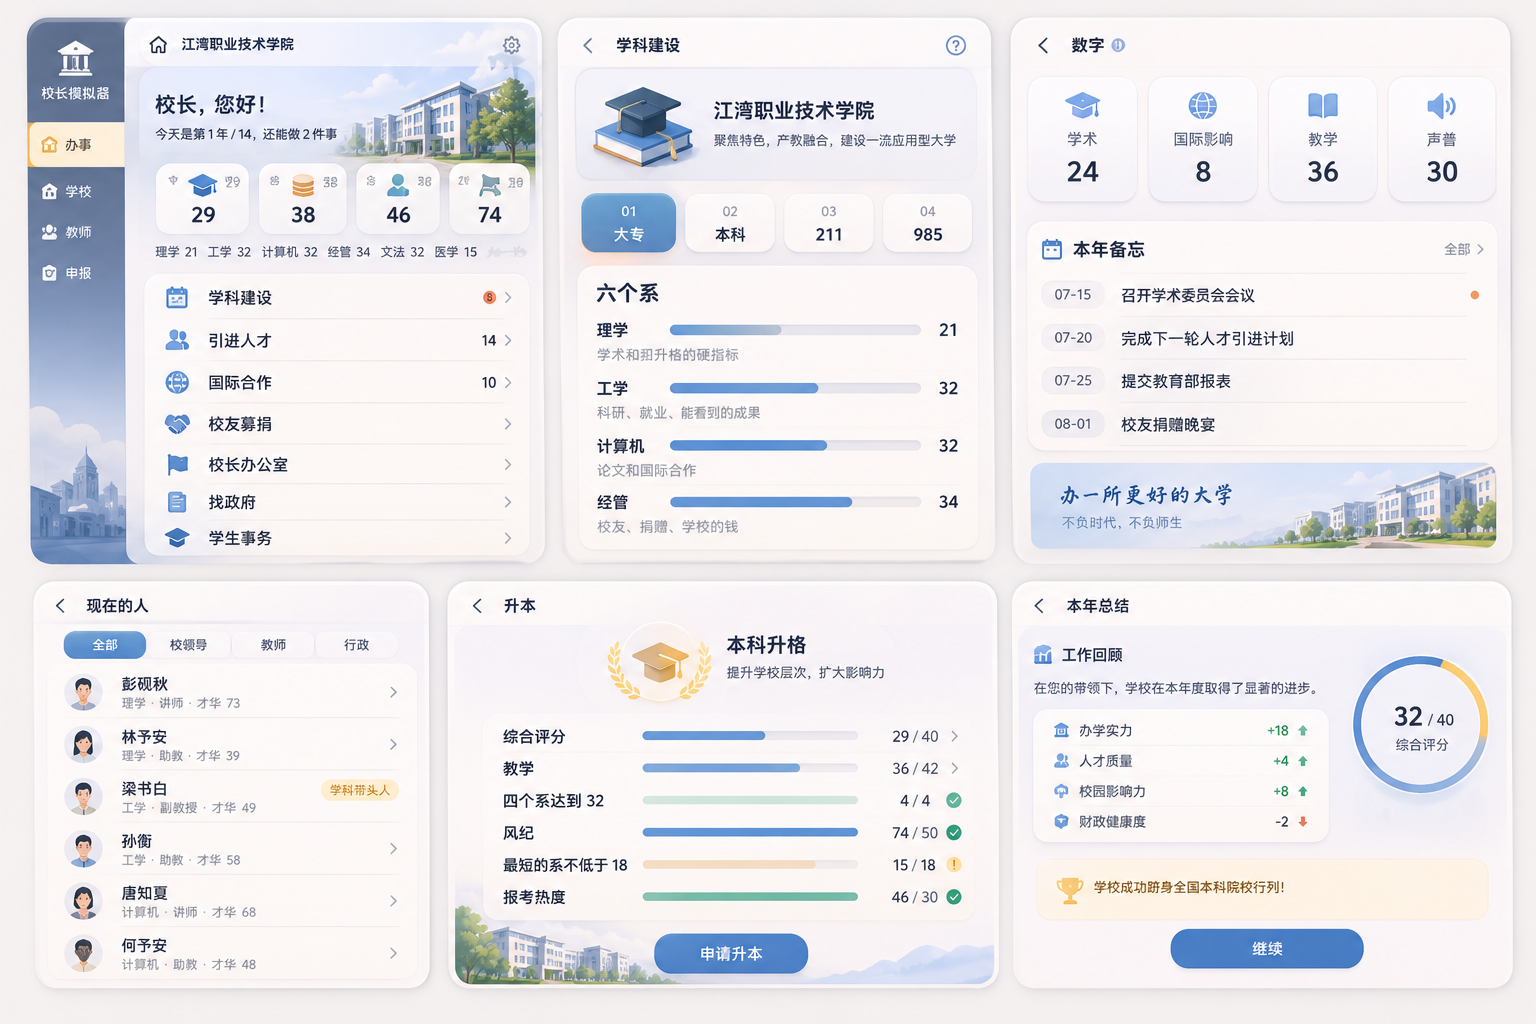 校长模拟器
办事
学校
教师
申报
江湾职业技术学院
校长，您好！
今天是第1年/14，还能做2件事
29
38
46
74
理学 21 工学 32 计算机 32 经管 34 文法 32 医学 15
学科建设
引进人才 14
国际合作 10
校友募捐
校长办公室
找政府
学生事务
学科建设
江湾职业技术学院
聚焦特色，产教融合，建设一流应用型大学
01
大专
02
本科
03
211
04
985
六个系
理学 21
学术和升格的硬指标
工学 32
科研、就业、能看到的成果
计算机 32
论文和国际合作
经管 34
校友、捐赠、学校的钱
数字
学术
24
国际影响
8
教学
36
声普
30
本年备忘 全部
07-15 召开学术委员会会议
07-20 完成下一轮人才引进计划
07-25 提交教育部报表
08-01 校友捐赠晚宴
办一所更好的大学
不负时代，不负师生
现在的人
全部 校领导 教师 行政
彭砚秋
理学 · 讲师 · 才华 73
林予安
理学 · 助教 · 才华 39
梁书白 学科带头人
工学 · 副教授 · 才华 49
孙衡
工学 · 助教 · 才华 58
唐知夏
计算机 · 讲师 · 才华 68
何予安
计算机 · 助教 · 才华 48
升本
本科升格
提升学校层次，扩大影响力
综合评分 29 / 40
教学 36 / 42
四个系达到 32 4 / 4
风纪 74 / 50
最短的系不低于 18 15 / 18
报考热度 46 / 30
申请升本
本年总结
工作回顾
在您的带领下，学校在本年度取得了显著的进步。
办学实力 +18
人才质量 +4
校园影响力 +8
财政健康度 -2
32 / 40
综合评分
学校成功跻身全国本科院校行列！
继续